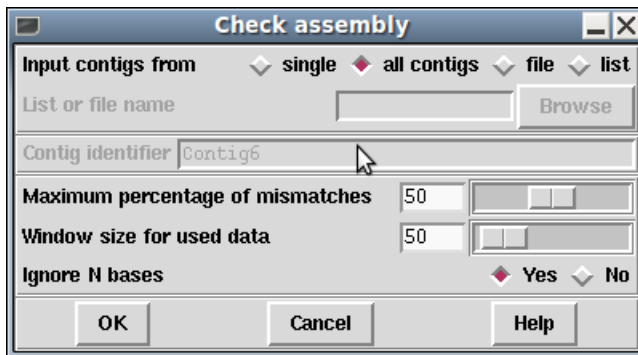 Check assembly
Input contigs from single all contigs file list
List or file name Browse
Contig identifier Contig6
Maximum percentage of mismatches 50
Window size for used data 50
Ignore N bases Yes No
OK Cancel Help